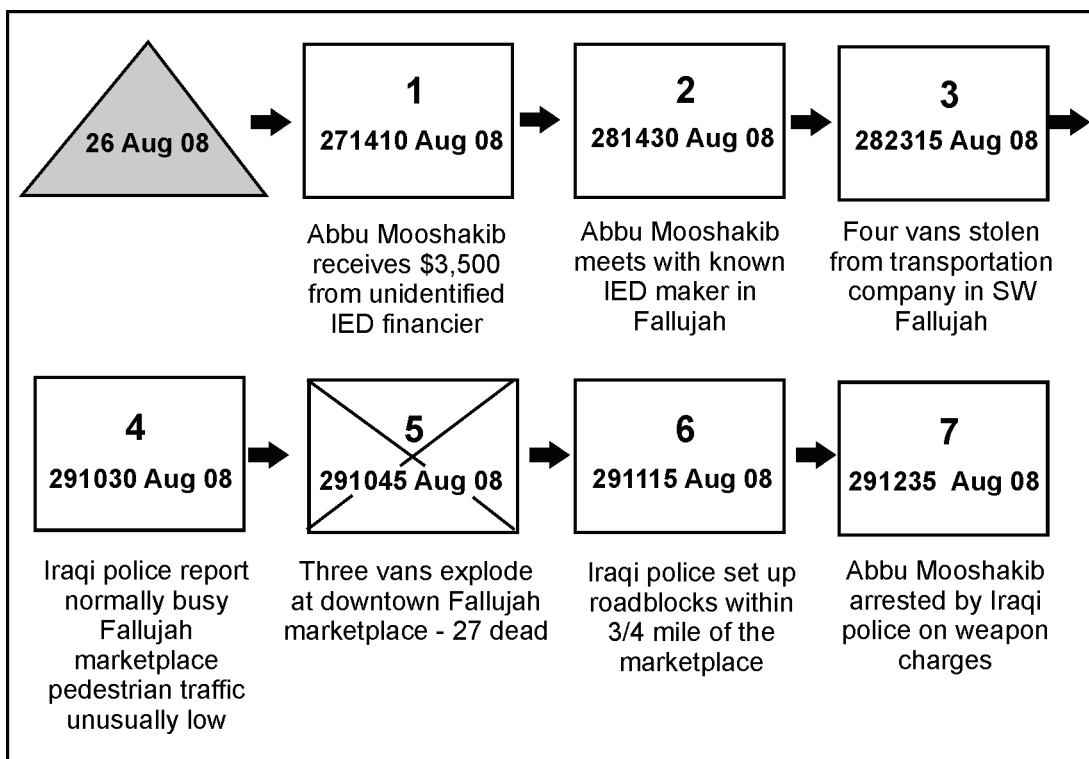 26 Aug 08
1
271410 Aug 08
Abbu Mooshakib
receives $3,500
from unidentified
IED financier
2
281430 Aug 08
Abbu Mooshakib
meets with known
IED maker in
Fallujah
3
282315 Aug 08
Four vans stolen
from transportation
company in SW
Fallujah
4
291030 Aug 08
Iraqi police report
normally busy
Fallujah
marketplace
pedestrian traffic
unusually low
5
291045 Aug 08
Three vans explode
at downtown Fallujah
marketplace - 27 dead
6
291115 Aug 08
Iraqi police set up
roadblocks within
3/4 mile of the
marketplace
7
291235 Aug 08
Abbu Mooshakib
arrested by Iraqi
police on weapon
charges